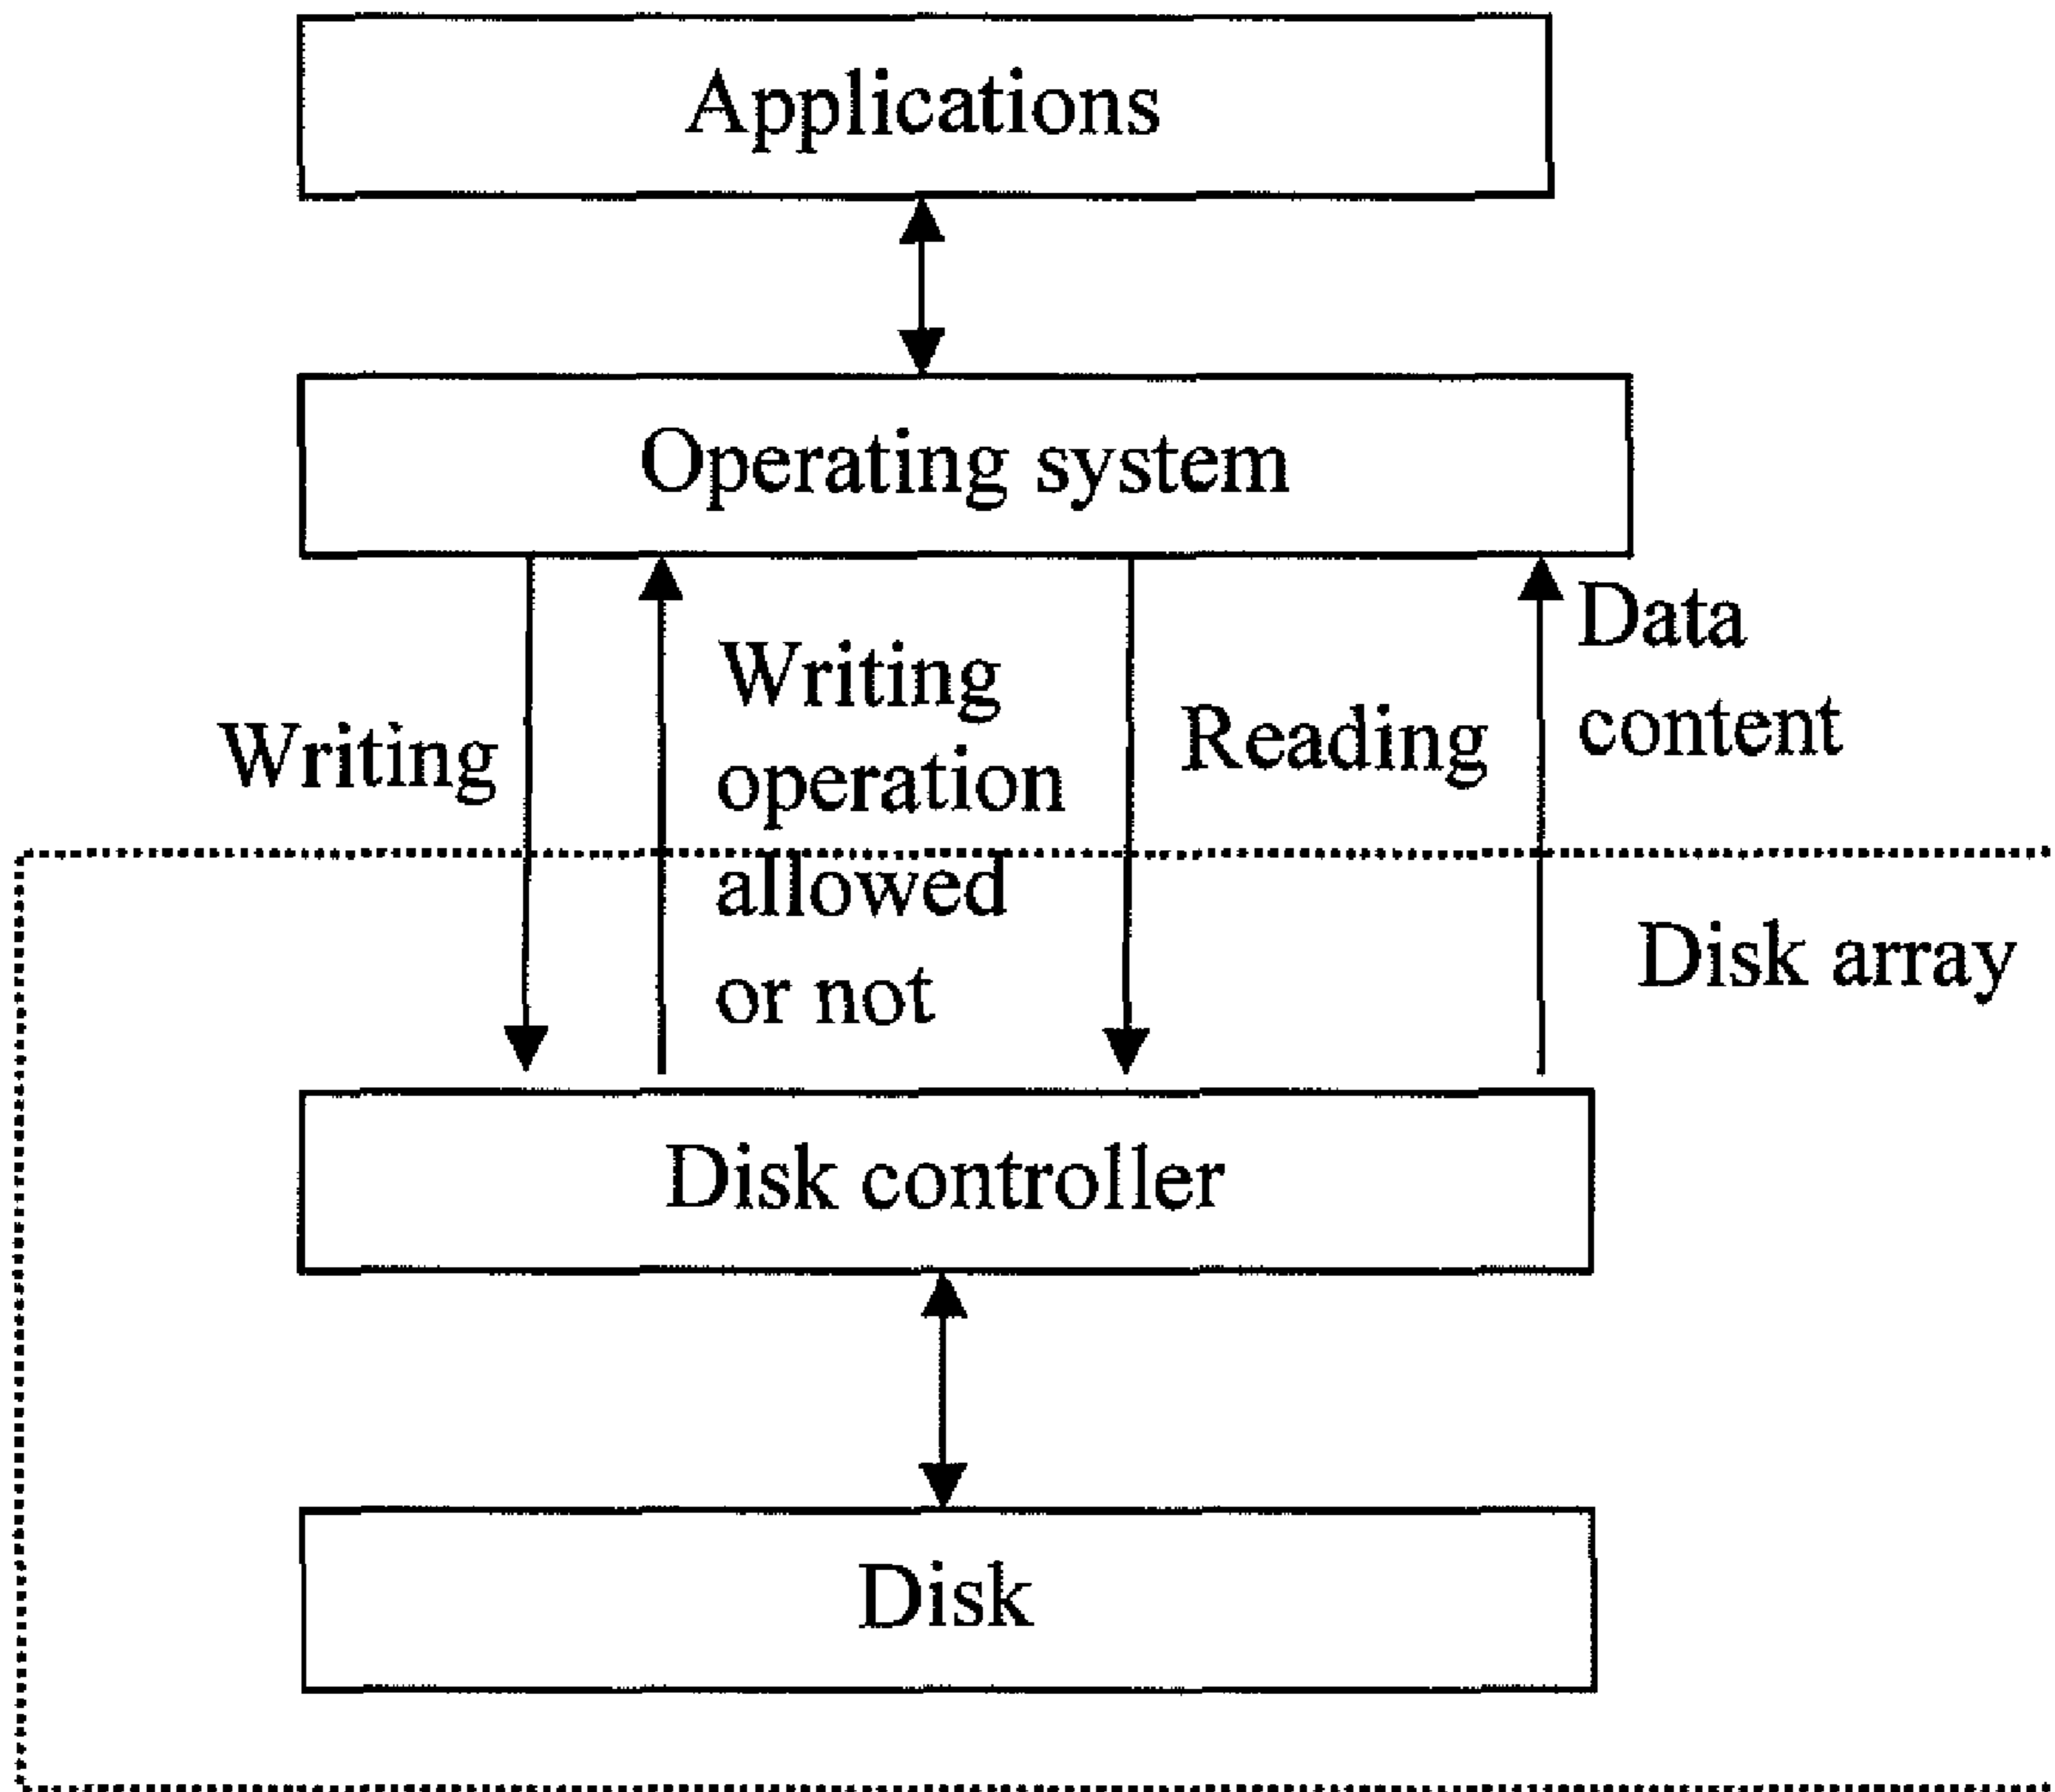 Applications
Operating system
Writing
Writing
operation
allowed
or not
Reading
Data
content
Disk array
Disk controller
Disk